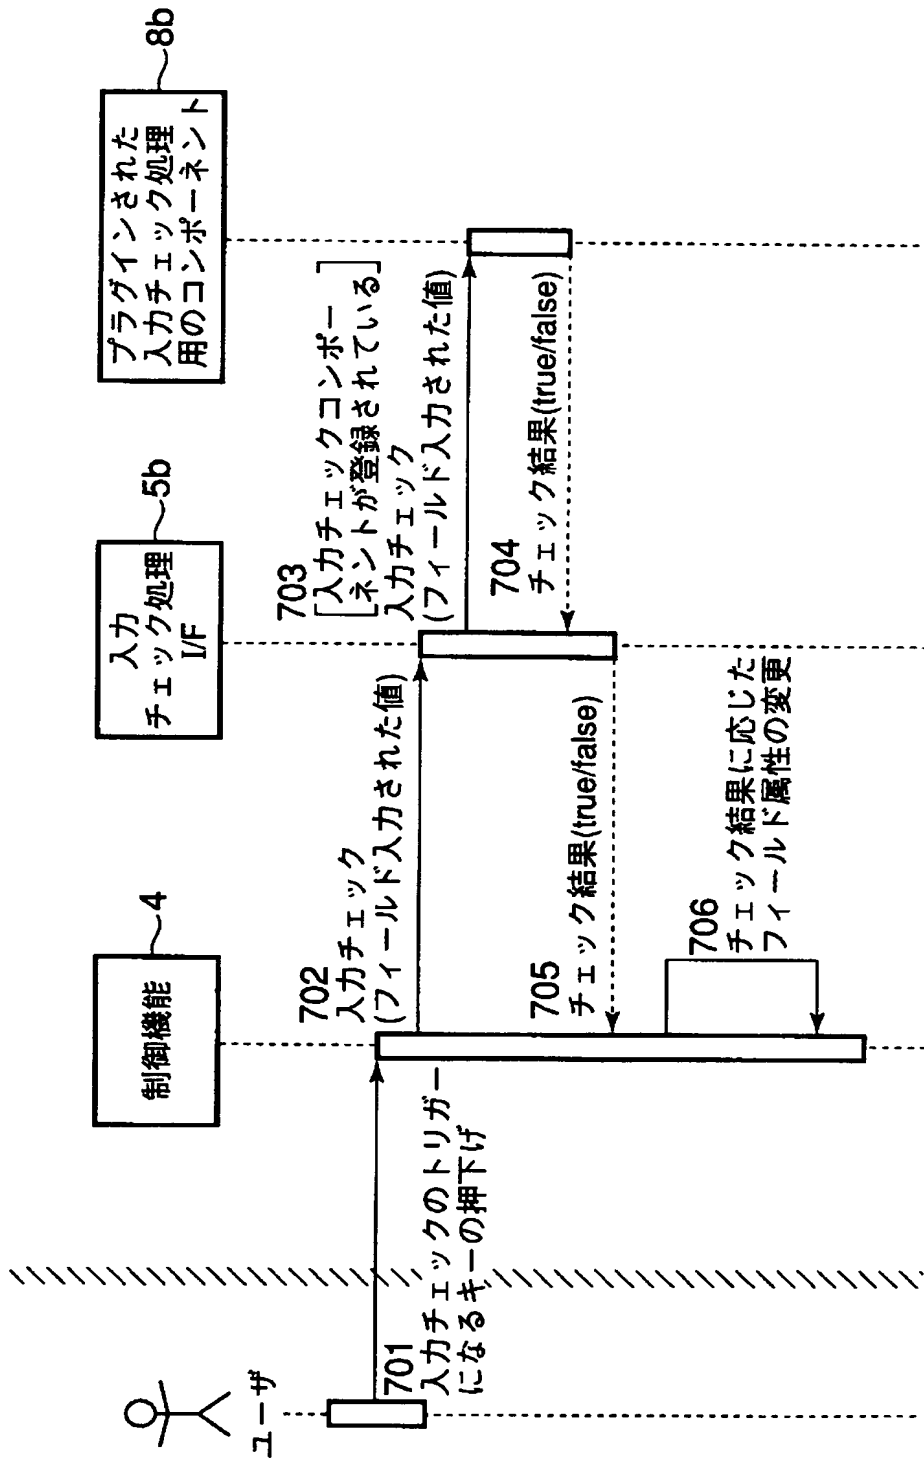 ユーザ
制御機能
4
入力
チェック処理
I/F
5b
プラグインされた
入力チェック処理
用のコンポーネント
8b
701
入力チェックのトリガー
になるキーの押下げ
702
入力チェック
(フィールド入力された値)
703
[入力チェックコンポー
ネントが登録されている]
入力チェック
(フィールド入力された値)
704
チェック結果(true/false)
705
チェック結果(true/false)
706
チェック結果に応じた
フィールド属性の変更